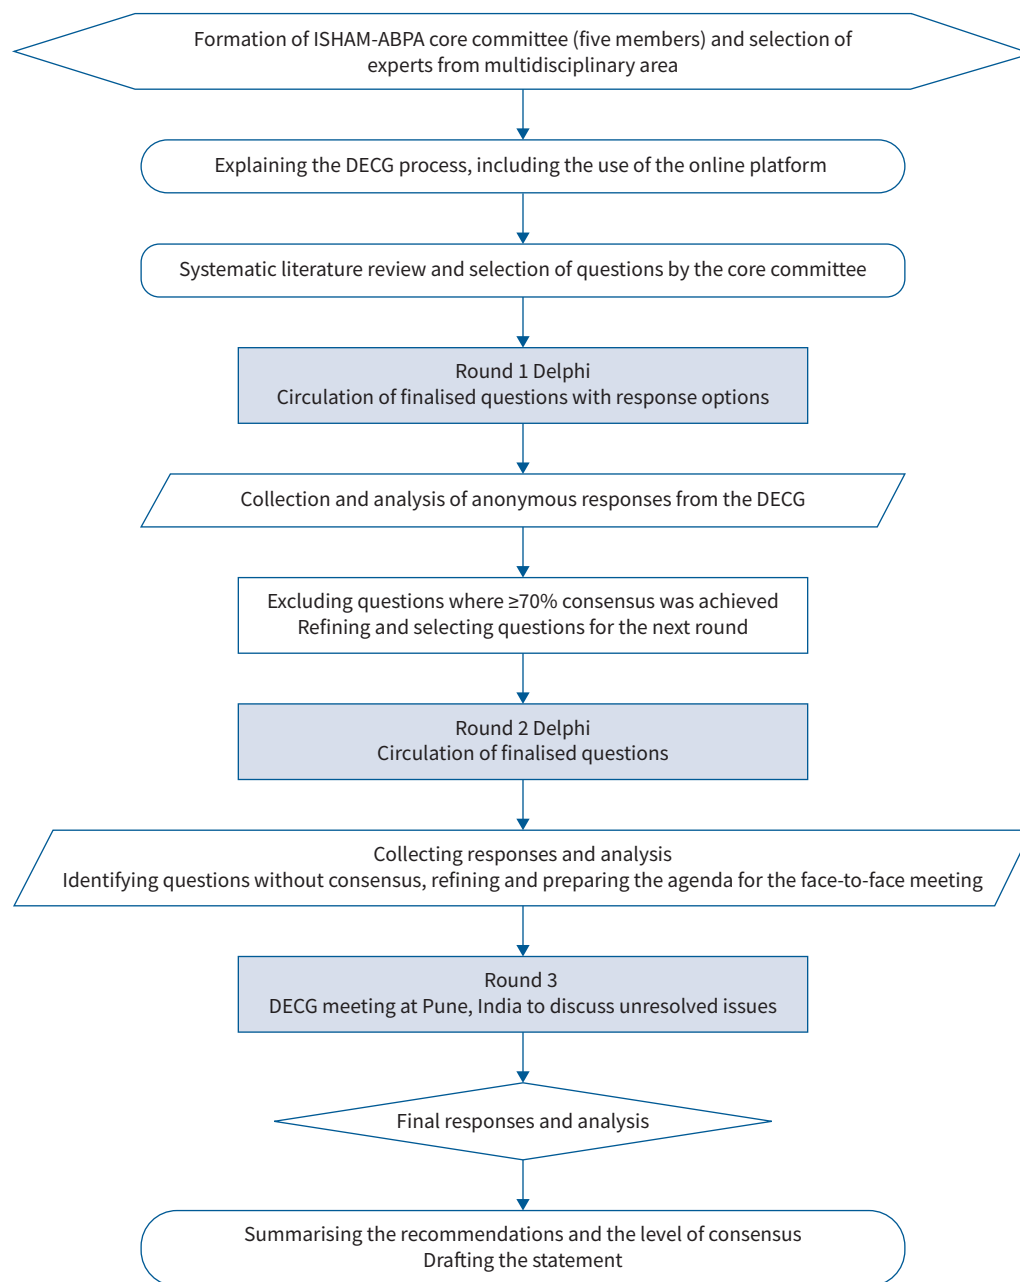 Formation of ISHAM-ABPA core committee (five members) and selection of
experts from multidisciplinary area
Explaining the DECG process, including the use of the online platform
Systematic literature review and selection of questions by the core committee
Round 1 Delphi
Circulation of finalised questions with response options
Collection and analysis of anonymous responses from the DECG
Excluding questions where ≥70% consensus was achieved
Refining and selecting questions for the next round
Round 2 Delphi
Circulation of finalised questions
Collecting responses and analysis
Identifying questions without consensus, refining and preparing the agenda for the face-to-face meeting
Round 3
DECG meeting at Pune, India to discuss unresolved issues
Final responses and analysis
Summarising the recommendations and the level of consensus
Drafting the statement